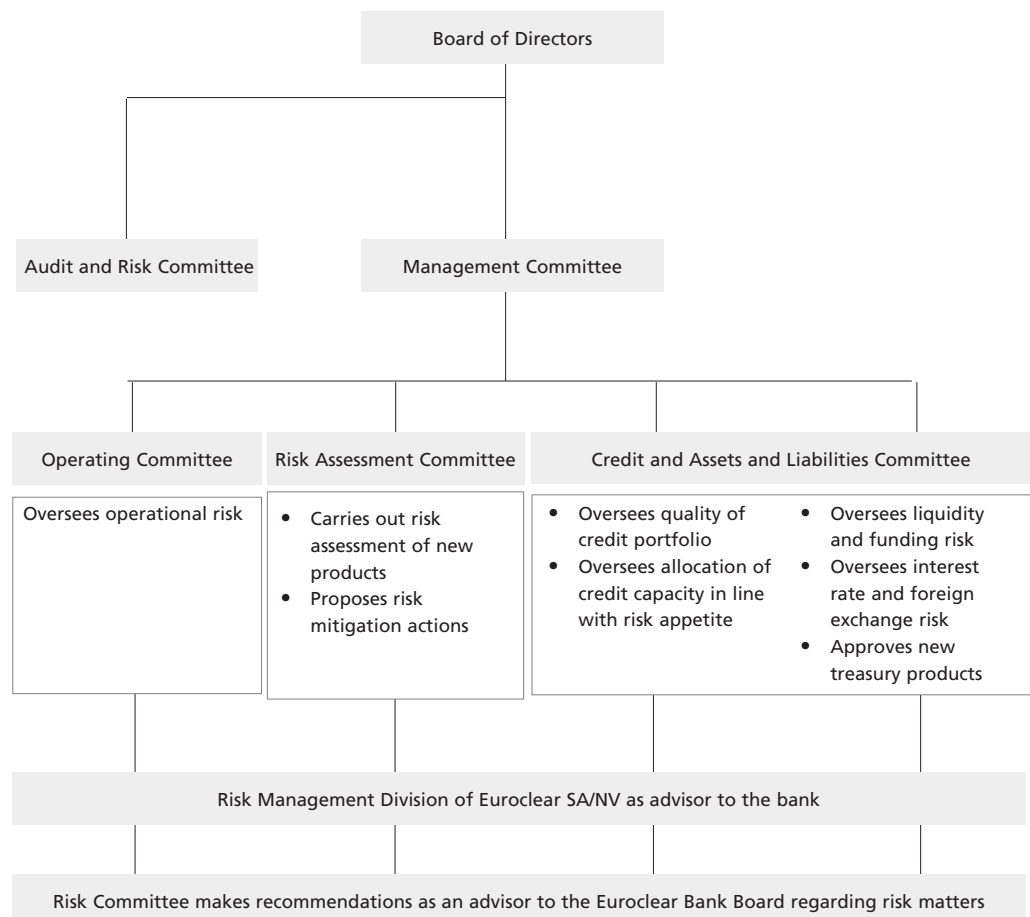 Board of Directors
Audit and Risk Committee
Management Committee
Operating Committee
Risk Assessment Committee
Credit and Assets and Liabilities Committee
Oversees operational risk
• Carries out risk
assessment of new
products
• Proposes risk
mitigation actions
• Oversees quality of
credit portfolio
• Oversees allocation of
credit capacity in line
with risk appetite
• Oversees liquidity
and funding risk
• Oversees interest
rate and foreign
exchange risk
• Approves new
treasury products
Risk Management Division of Euroclear SA/NV as advisor to the bank
Risk Committee makes recommendations as an advisor to the Euroclear Bank Board regarding risk matters